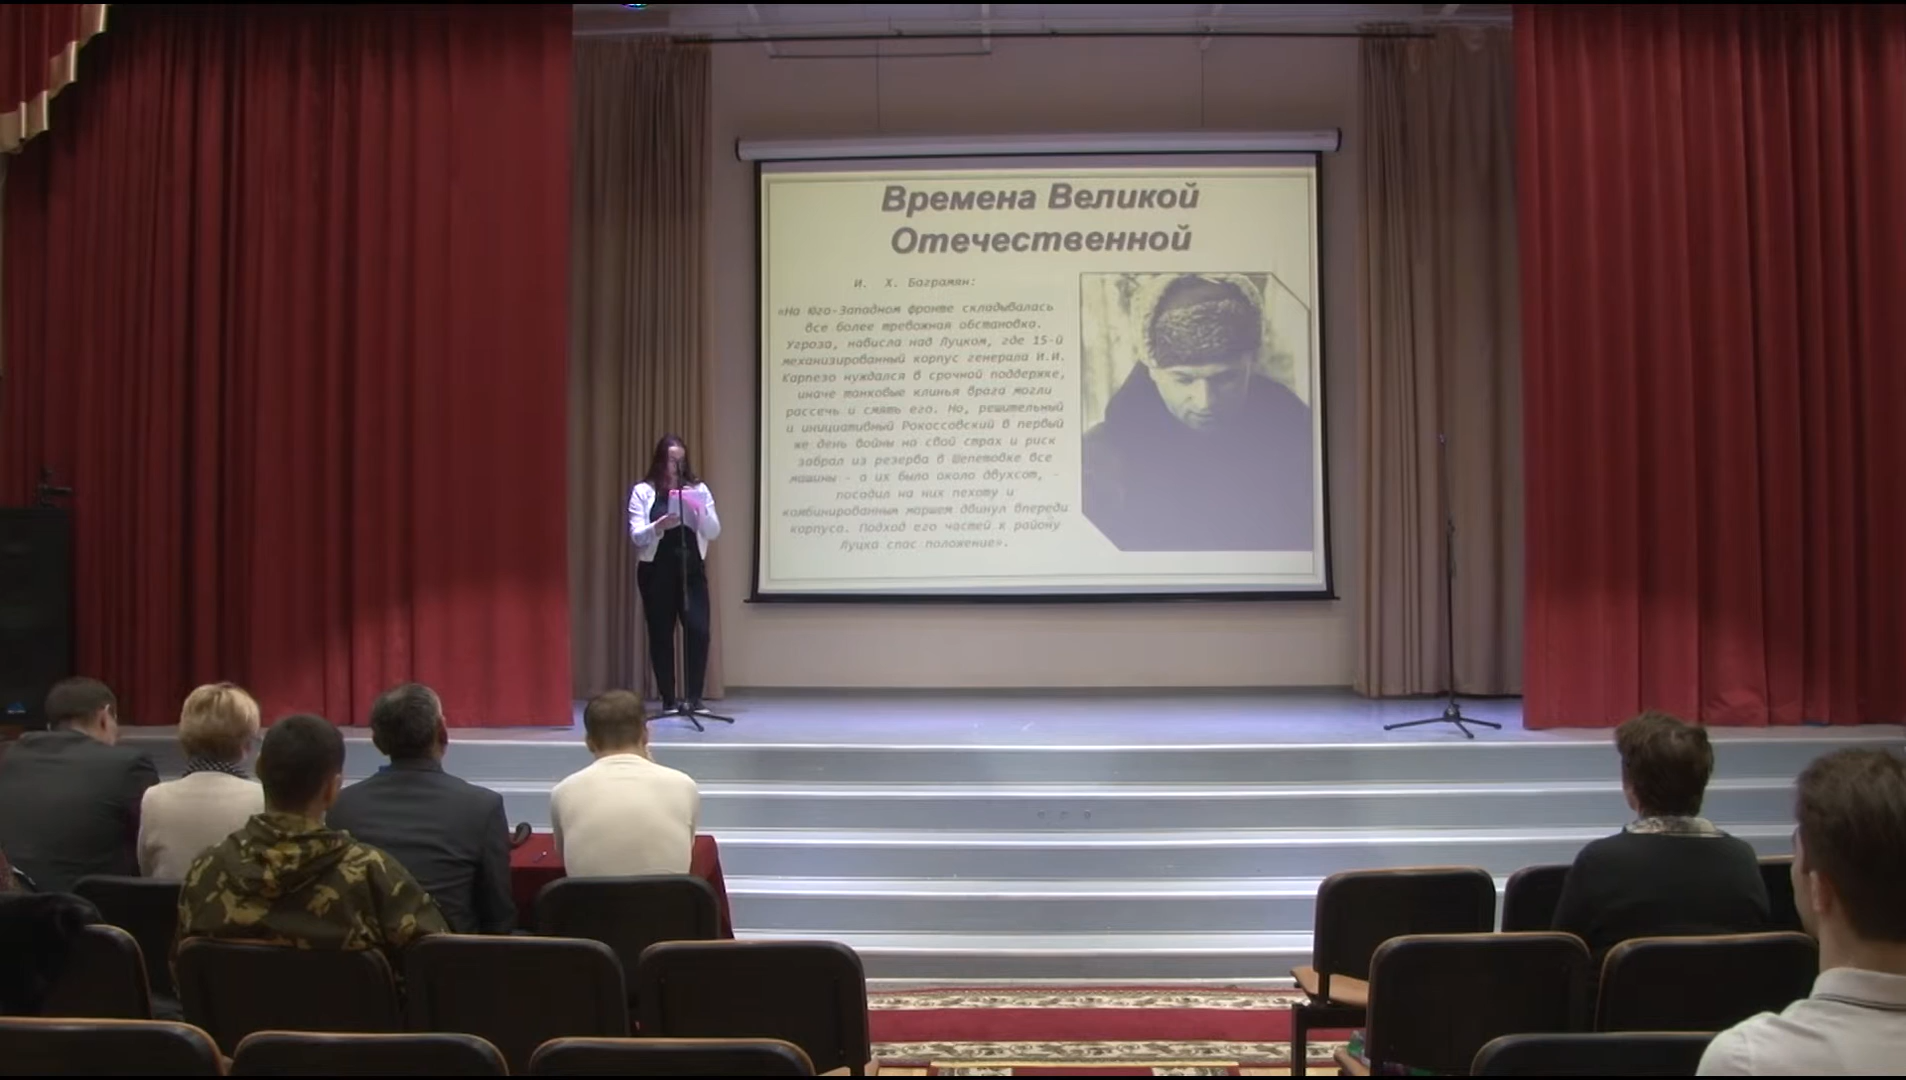 Времена Великой
Отечественной
И. Х. Баграмян:
«На Юго-Западном фронте складывалась
все более тревожная обстановка.
Угроза, нависла над Луцком, где 15-й
механизированный корпус генерала И.И.
Карпезо нуждался в срочной поддержке,
иначе танковые клинья врага могли
рассечь и смять его. Но, решительный
и инициативный Рокоссовский в первый
же день войны на свой страх и риск
забрал из резерва в Шепетовке все
машины - а их было около двухсот, -
посадил на них пехоту и
комбинированным маршем двинул впереди
корпуса. Подход его частей к району
Луцка спас положение».